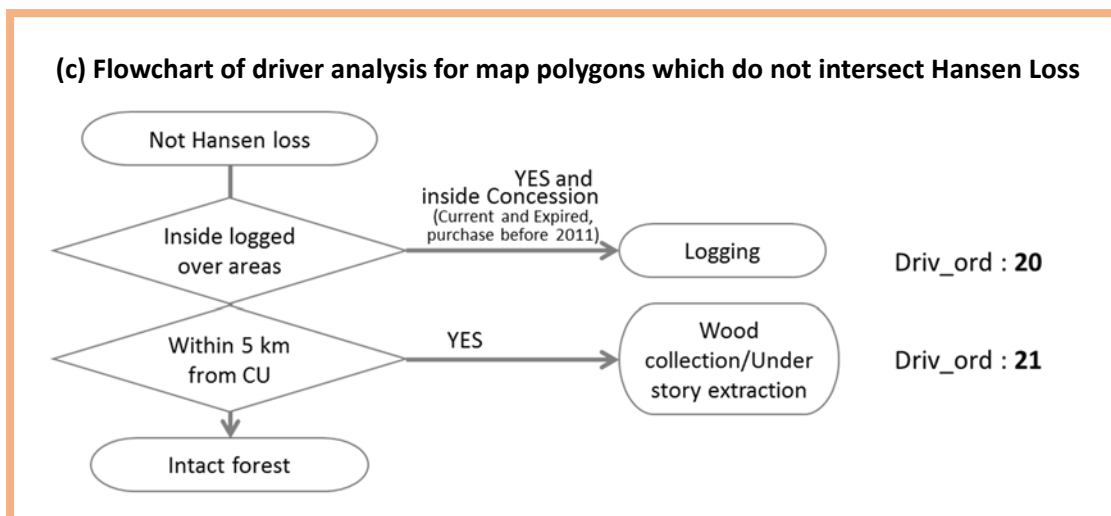 (c) Flowchart of driver analysis for map polygons which do not intersect Hansen Loss
Not Hansen loss
YES and
inside Concession
(Current and Expired,
purchase before 2011)
Inside logged
over areas
Logging
Driv_ord : 20
Within 5 km
from CU
YES
Wood
collection/Under
story extraction
Driv_ord : 21
Intact forest